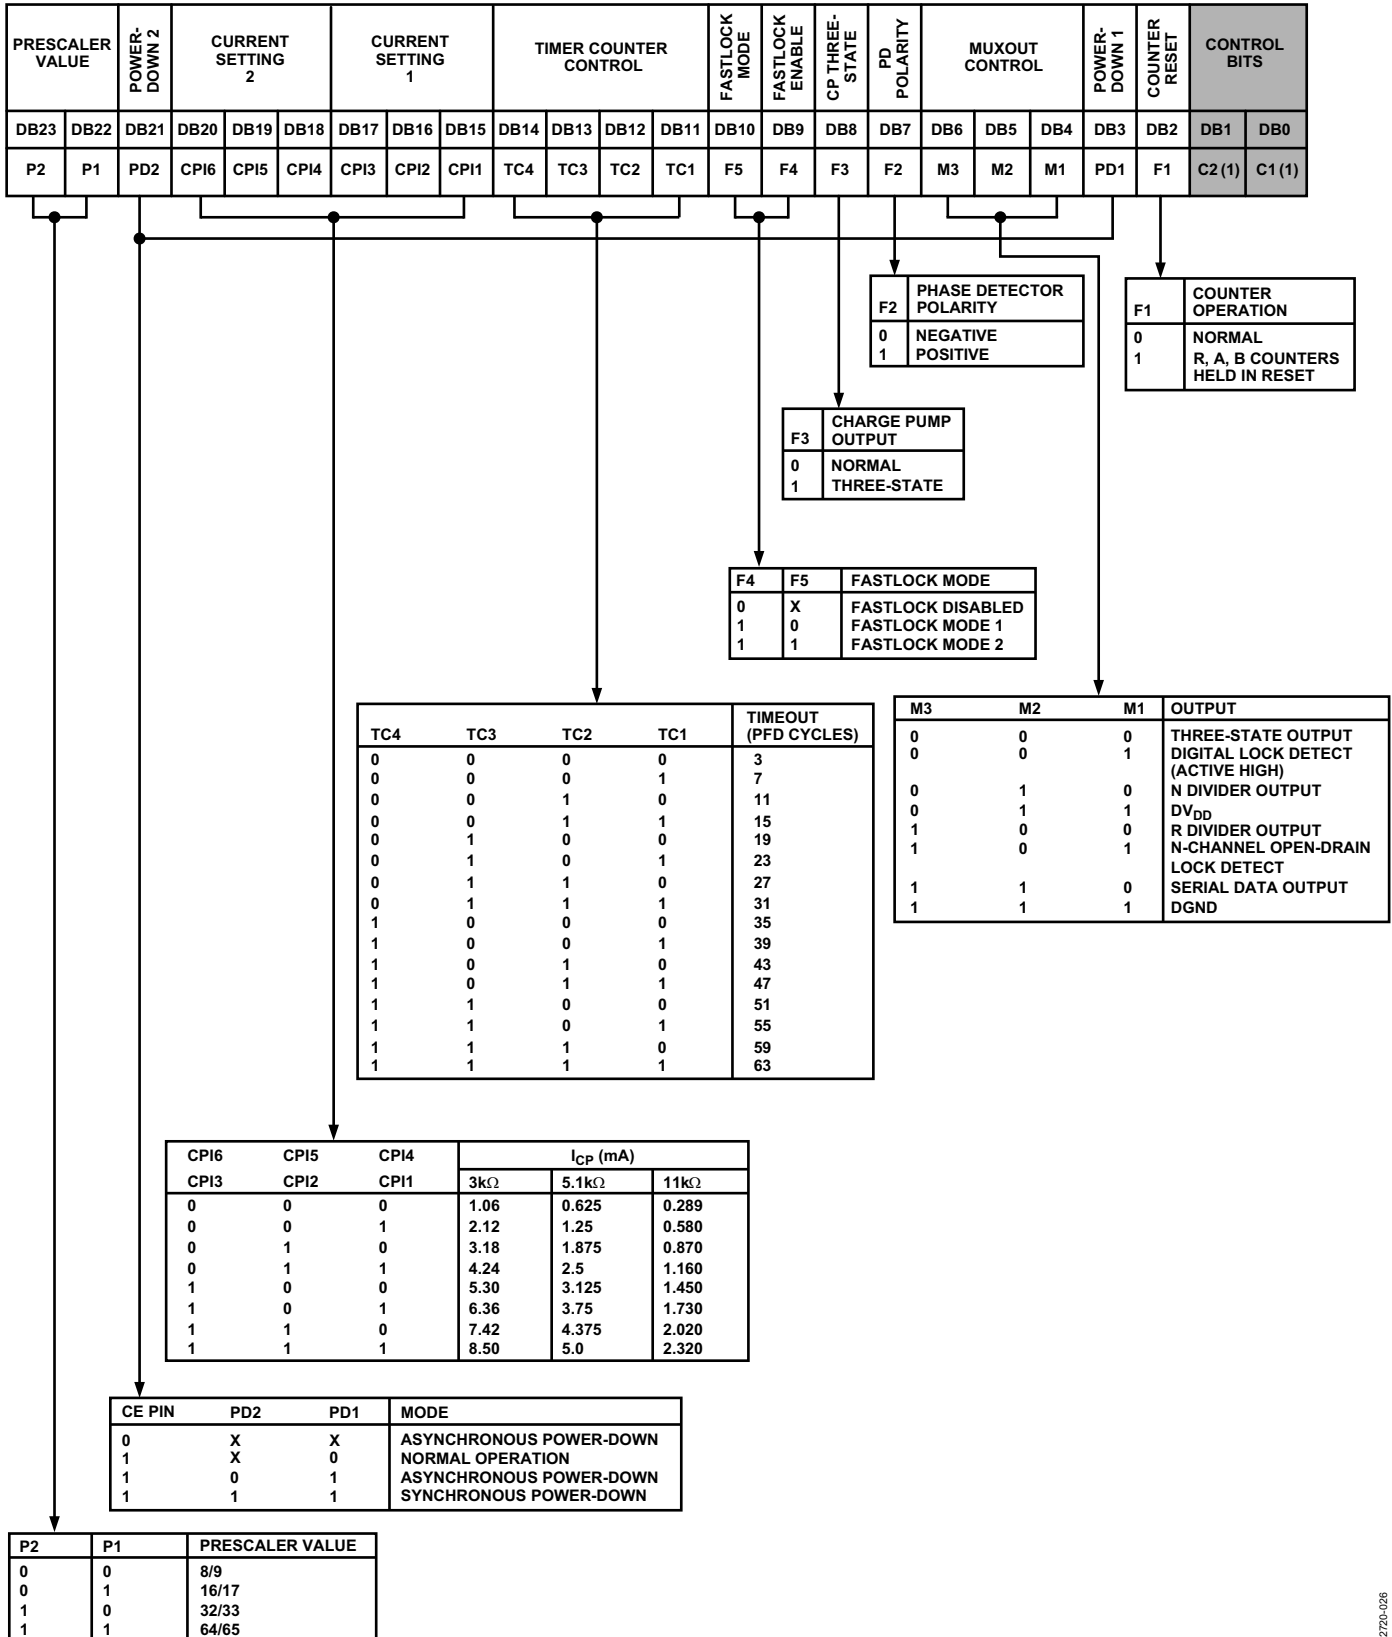 PRESCALER VALUE
POWER-DOWN 2
CURRENT SETTING 2
CURRENT SETTING 1
TIMER COUNTER CONTROL
FASTLOCK MODE
FASTLOCK ENABLE
CP THREE-STATE
PD POLARITY
MUXOUT CONTROL
POWER-DOWN 1
COUNTER RESET
CONTROL BITS
DB23 DB22 DB21 DB20 DB19 DB18 DB17 DB16 DB15 DB14 DB13 DB12 DB11 DB10 DB9 DB8 DB7 DB6 DB5 DB4 DB3 DB2 DB1 DB0
P2 P1 PD2 CPI6 CPI5 CPI4 CPI3 CPI2 CPI1 TC4 TC3 TC2 TC1 F5 F4 F3 F2 M3 M2 M1 PD1 F1 C2 (1) C1 (1)
F2 PHASE DETECTOR POLARITY
0 NEGATIVE
1 POSITIVE
F1 COUNTER OPERATION
0 NORMAL
1 R, A, B COUNTERS
HELD IN RESET
F3 CHARGE PUMP OUTPUT
0 NORMAL
1 THREE-STATE
F4 F5 FASTLOCK MODE
0 X FASTLOCK DISABLED
1 0 FASTLOCK MODE 1
1 1 FASTLOCK MODE 2
TC4 TC3 TC2 TC1 TIMEOUT (PFD CYCLES)
0 0 0 0 3
0 0 0 1 7
0 0 1 0 11
0 0 1 1 15
0 1 0 0 19
0 1 0 1 23
0 1 1 0 27
0 1 1 1 31
1 0 0 0 35
1 0 0 1 39
1 0 1 0 43
1 0 1 1 47
1 1 0 0 51
1 1 0 1 55
1 1 1 0 59
1 1 1 1 63
M3 M2 M1 OUTPUT
0 0 0 THREE-STATE OUTPUT
0 0 1 DIGITAL LOCK DETECT
(ACTIVE HIGH)
0 1 0 N DIVIDER OUTPUT
0 1 1 DVDD
1 0 0 R DIVIDER OUTPUT
1 0 1 N-CHANNEL OPEN-DRAIN
LOCK DETECT
1 1 0 SERIAL DATA OUTPUT
1 1 1 DGND
CPI6 CPI5 CPI4 ICP (mA)
CPI3 CPI2 CPI1 3kΩ 5.1kΩ 11kΩ
0 0 0 1.06 0.625 0.289
0 0 1 2.12 1.25 0.580
0 1 0 3.18 1.875 0.870
0 1 1 4.24 2.5 1.160
1 0 0 5.30 3.125 1.450
1 0 1 6.36 3.75 1.730
1 1 0 7.42 4.375 2.020
1 1 1 8.50 5.0 2.320
CE PIN PD2 PD1 MODE
0 X X ASYNCHRONOUS POWER-DOWN
1 X 0 NORMAL OPERATION
1 0 1 ASYNCHRONOUS POWER-DOWN
1 1 1 SYNCHRONOUS POWER-DOWN
P2 P1 PRESCALER VALUE
0 0 8/9
0 1 16/17
1 0 32/33
1 1 64/65
2720-026